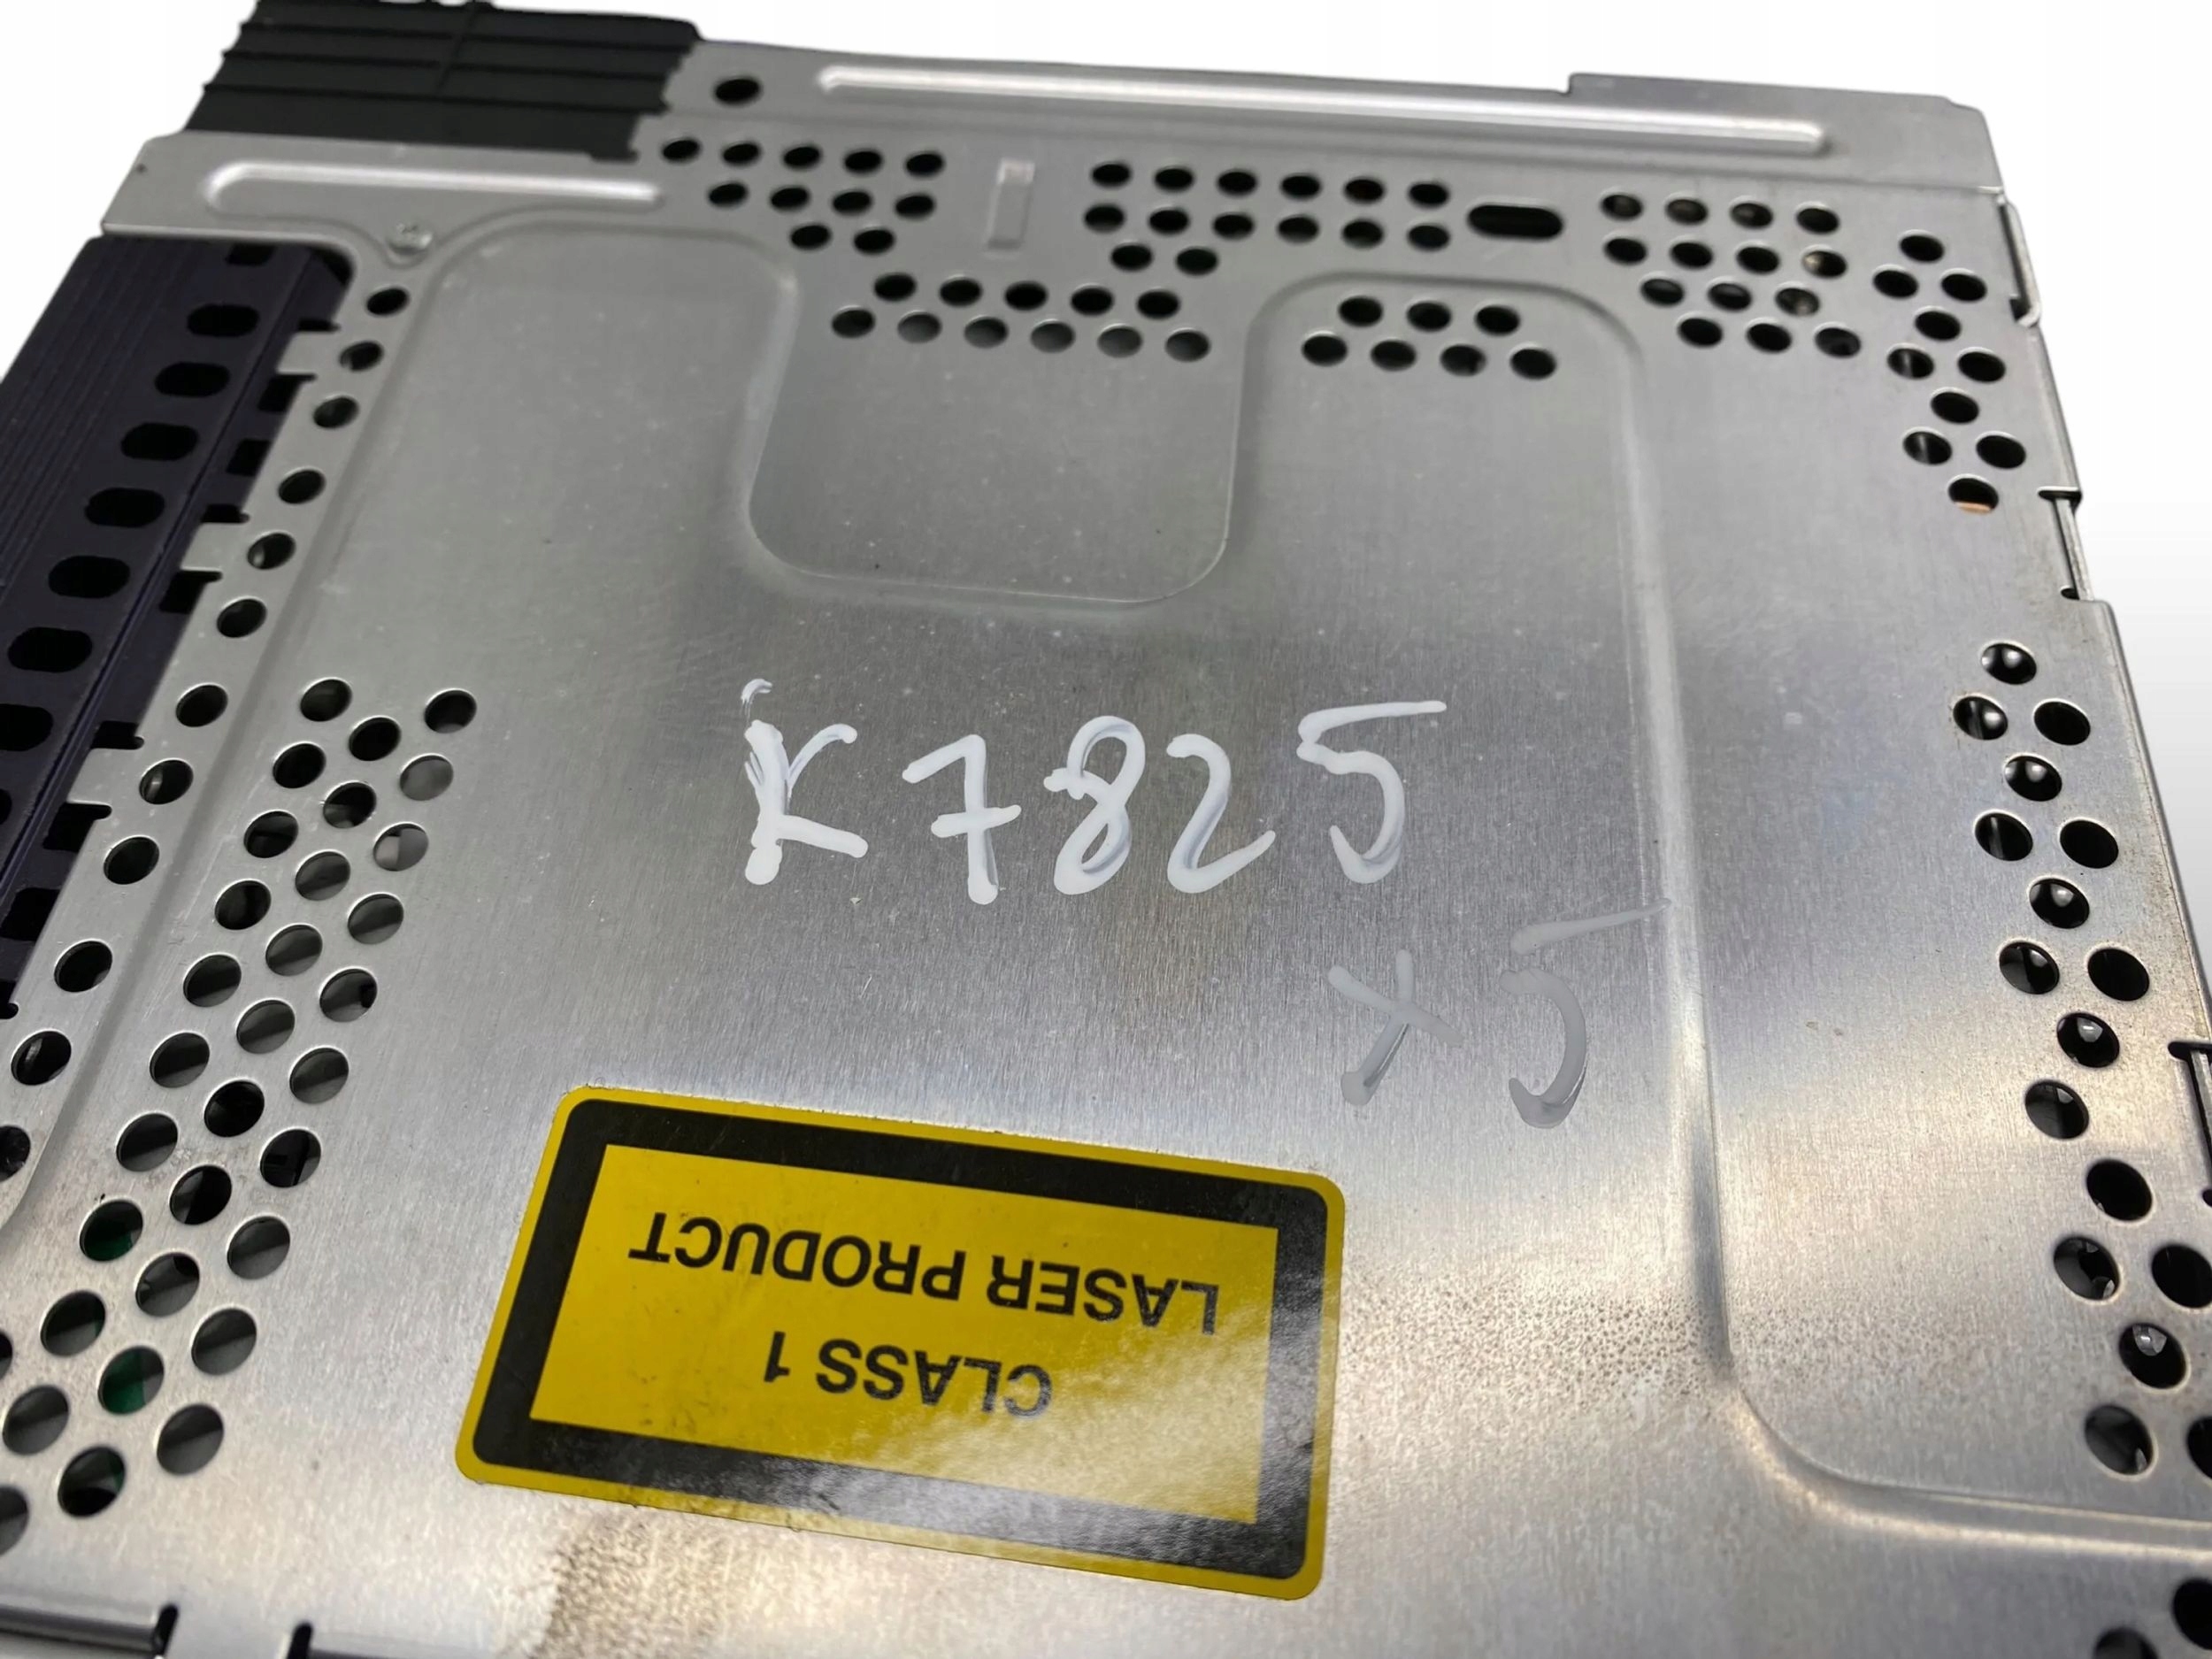 K7825
X5
CLASS 1
LASER PRODUCT